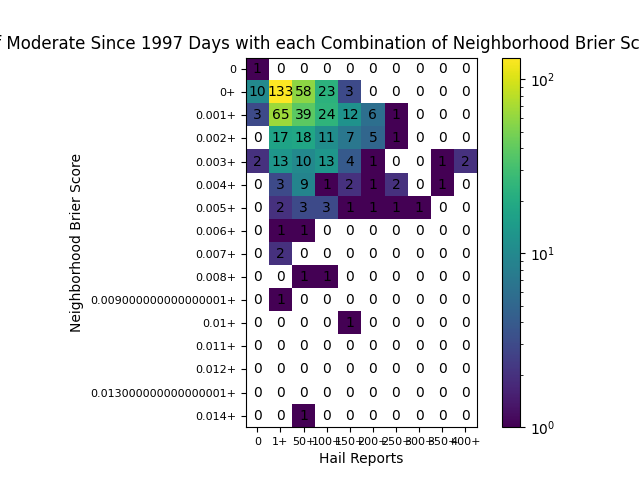 f Moderate Since 1997 Days with each Combination of Neighborhood Brier Sc
0 1 0 0 0 0 0 0 0 0 0
0+ 10 133 58 23 3 0 0 0 0 0
0.001+ 3 65 39 24 12 6 1 0 0 0
0.002+ 0 17 18 11 7 5 1 0 0 0
0.003+ 2 13 10 13 4 1 0 0 1 2
0.004+ 0 3 9 1 2 1 2 0 1 0
0.005+ 0 2 3 3 1 1 1 1 0 0
0.006+ 0 1 1 0 0 0 0 0 0 0
0.007+ 0 2 0 0 0 0 0 0 0 0
0.008+ 0 0 1 1 0 0 0 0 0 0
0.009000000000000001+ 0 1 0 0 0 0 0 0 0 0
0.01+ 0 0 0 0 1 0 0 0 0 0
0.011+ 0 0 0 0 0 0 0 0 0 0
0.012+ 0 0 0 0 0 0 0 0 0 0
0.013000000000000001+ 0 0 0 0 0 0 0 0 0 0
0.014+ 0 0 1 0 0 0 0 0 0 0
0 1+ 50+ 100+ 150+ 200+ 250+ 300+ 350+ 400+
Hail Reports
Neighborhood Brier Score
10²
10¹
10⁰